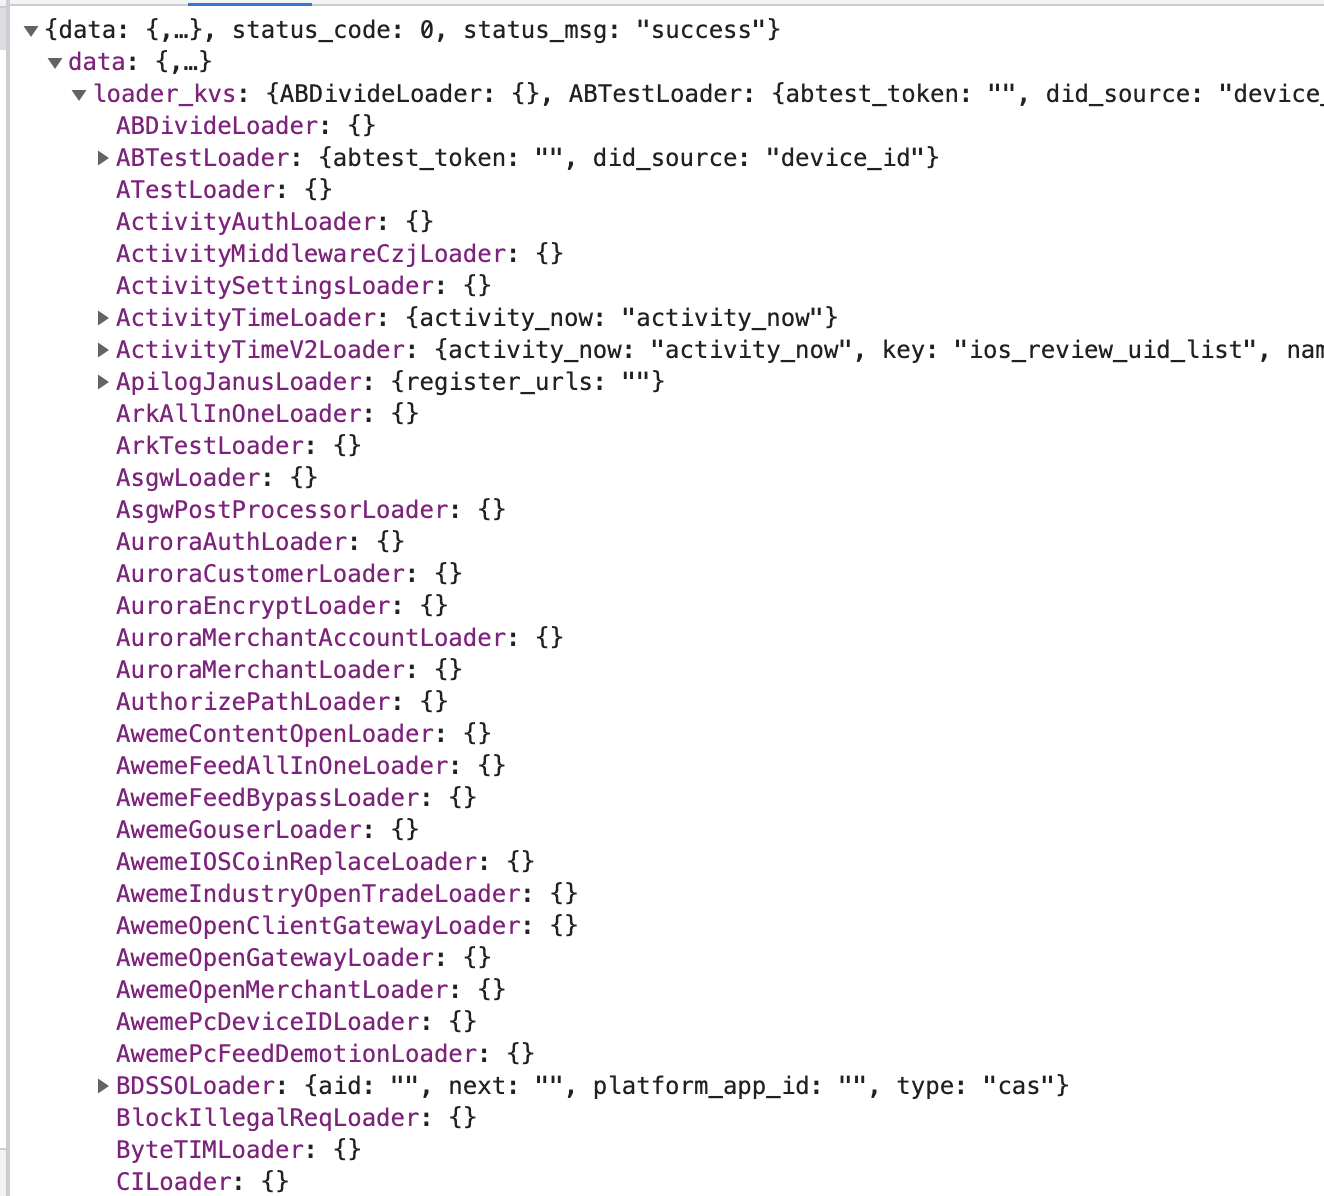 {data: {,…}, status_code: 0, status_msg: "success"}
data: {,…}
loader_kvs: {ABDivideLoader: {}, ABTestLoader: {abtest_token: "", did_source: "device_
ABDivideLoader: {}
ABTestLoader: {abtest_token: "", did_source: "device_id"}
ATestLoader: {}
ActivityAuthLoader: {}
ActivityMiddlewareCzjLoader: {}
ActivitySettingsLoader: {}
ActivityTimeLoader: {activity_now: "activity_now"}
ActivityTimeV2Loader: {activity_now: "activity_now", key: "ios_review_uid_list", nam
ApilogJanusLoader: {register_urls: ""}
ArkAllInOneLoader: {}
ArkTestLoader: {}
AsgwLoader: {}
AsgwPostProcessorLoader: {}
AuroraAuthLoader: {}
AuroraCustomerLoader: {}
AuroraEncryptLoader: {}
AuroraMerchantAccountLoader: {}
AuroraMerchantLoader: {}
AuthorizePathLoader: {}
AwemeContentOpenLoader: {}
AwemeFeedAllInOneLoader: {}
AwemeFeedBypassLoader: {}
AwemeGouserLoader: {}
AwemeIOSCoinReplaceLoader: {}
AwemeIndustryOpenTradeLoader: {}
AwemeOpenClientGatewayLoader: {}
AwemeOpenGatewayLoader: {}
AwemeOpenMerchantLoader: {}
AwemePcDeviceIDLoader: {}
AwemePcFeedDemotionLoader: {}
BDSSOLoader: {aid: "", next: "", platform_app_id: "", type: "cas"}
BlockIllegalReqLoader: {}
ByteTIMLoader: {}
CILoader: {}